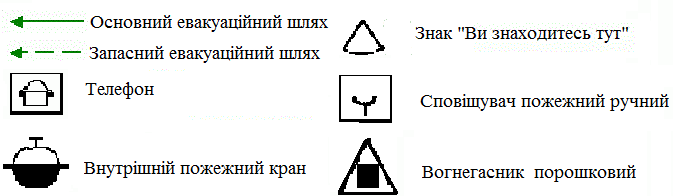 Основний евакуаційний шлях
Запасний евакуаційний шлях
Телефон
Внутрішній пожежний кран
Знак "Ви знаходитесь тут"
Сповіщувач пожежний ручний
Вогнегасник порошковий